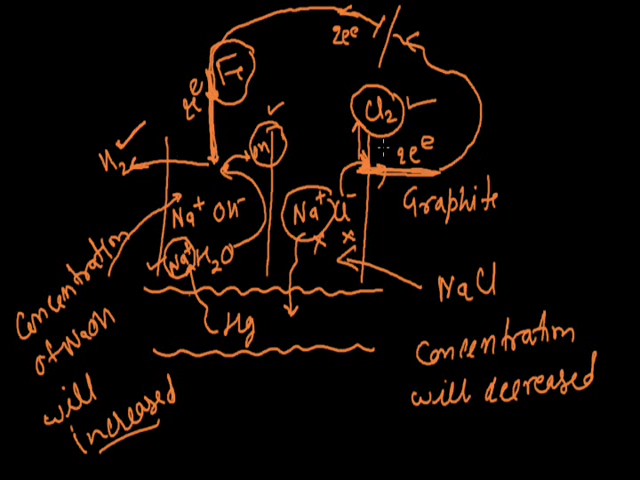 2e⁻
Fe
2e⁻
Cl2
OH⁻
2e⁻
H2
Graphite
Na⁺ OH⁻
Na⁺ Cl⁻
Na⁺ H2O
NaCl
Hg
Concentration
of NaOH
will
increased
Concentration
will decreased